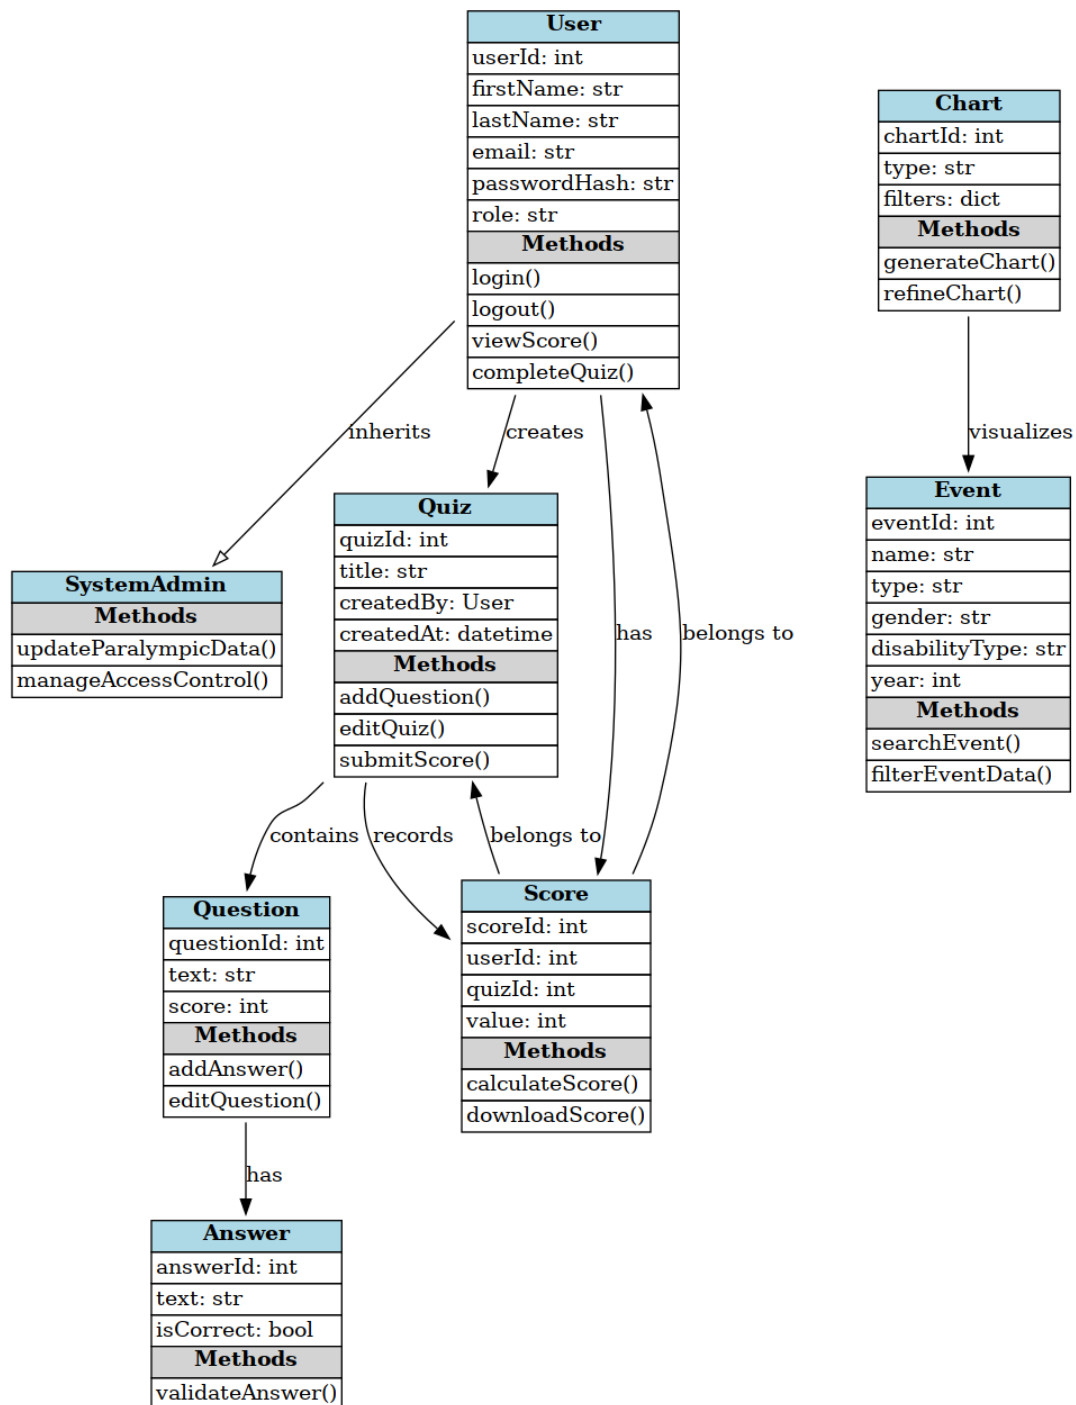 User
userId: int
firstName: str
lastName: str
email: str
passwordHash: str
role: str
Methods
login()
logout()
viewScore()
completeQuiz()
Chart
chartId: int
type: str
filters: dict
Methods
generateChart()
refineChart()
inherits
creates
visualizes
has
belongs to
SystemAdmin
Methods
updateParalympicData()
manageAccessControl()
Quiz
quizId: int
title: str
createdBy: User
createdAt: datetime
Methods
addQuestion()
editQuiz()
submitScore()
Event
eventId: int
name: str
type: str
gender: str
disabilityType: str
year: int
Methods
searchEvent()
filterEventData()
contains
records
belongs to
Question
questionId: int
text: str
score: int
Methods
addAnswer()
editQuestion()
Score
scoreId: int
userId: int
quizId: int
value: int
Methods
calculateScore()
downloadScore()
has
Answer
answerId: int
text: str
isCorrect: bool
Methods
validateAnswer()